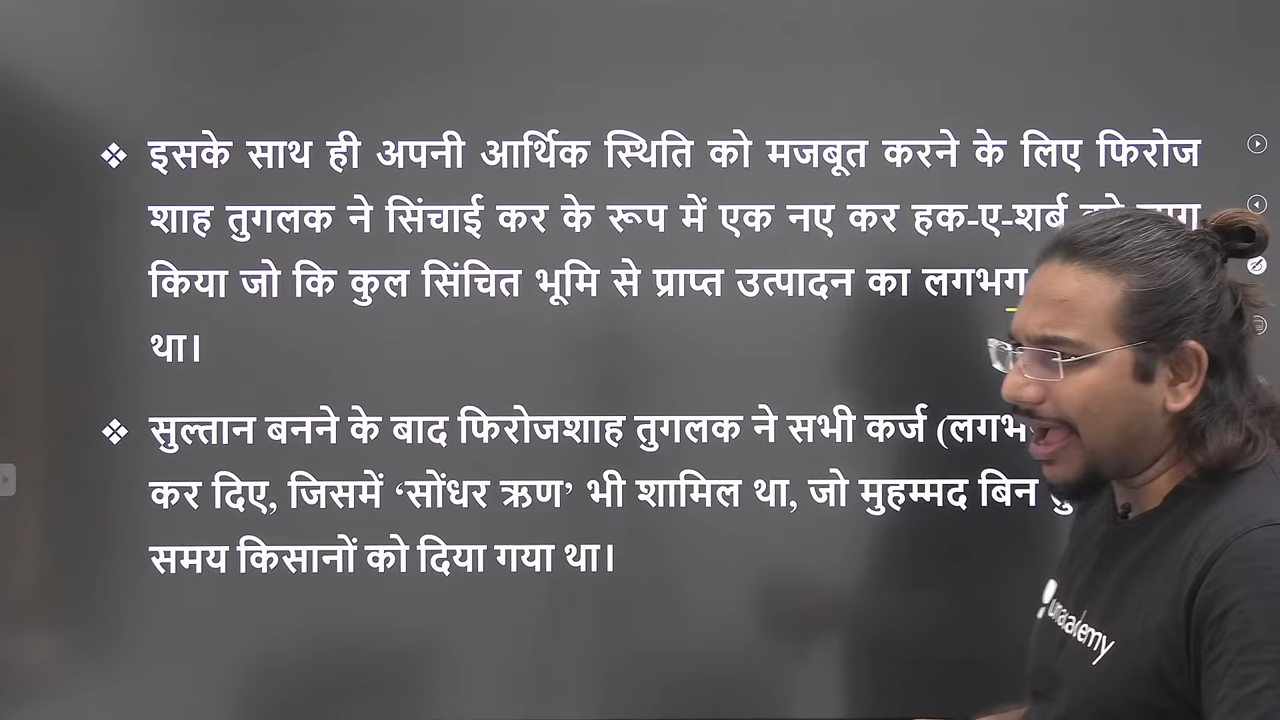 ❖ इसके साथ ही अपनी आर्थिक स्थिति को मजबूत करने के लिए फिरोज
शाह तुगलक ने सिंचाई कर के रूप में एक नए कर हक-ए-शर्ब
किया जो कि कुल सिंचित भूमि से प्राप्त उत्पादन का लगभग
था।
❖ सुल्तान बनने के बाद फिरोजशाह तुगलक ने सभी कर्ज
कर दिए, जिसमें ‘सोंधर ऋण’ भी शामिल था, जो मुहम्मद बिन
समय किसानों को दिया गया था।
unacademy